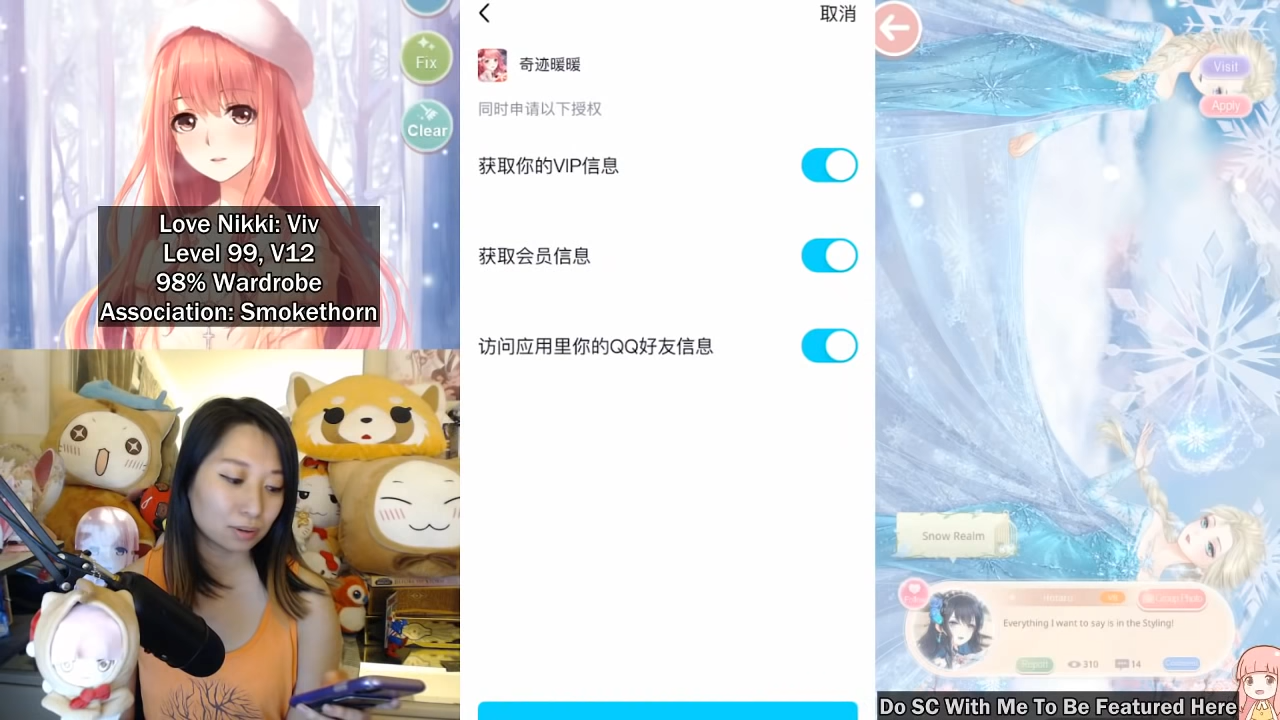 Fix
Clear
Love Nikki: Viv
Level 99, V12
98% Wardrobe
Association: Smokethorn
取消
奇迹暖暖
同时申请以下授权
获取你的VIP信息
获取会员信息
访问应用里你的QQ好友信息
Visit
Apply
Snow Realm
Group Photo
Everything I want to say is in the Styling!
Report
310
14
Comment
Do SC With Me To Be Featured Here